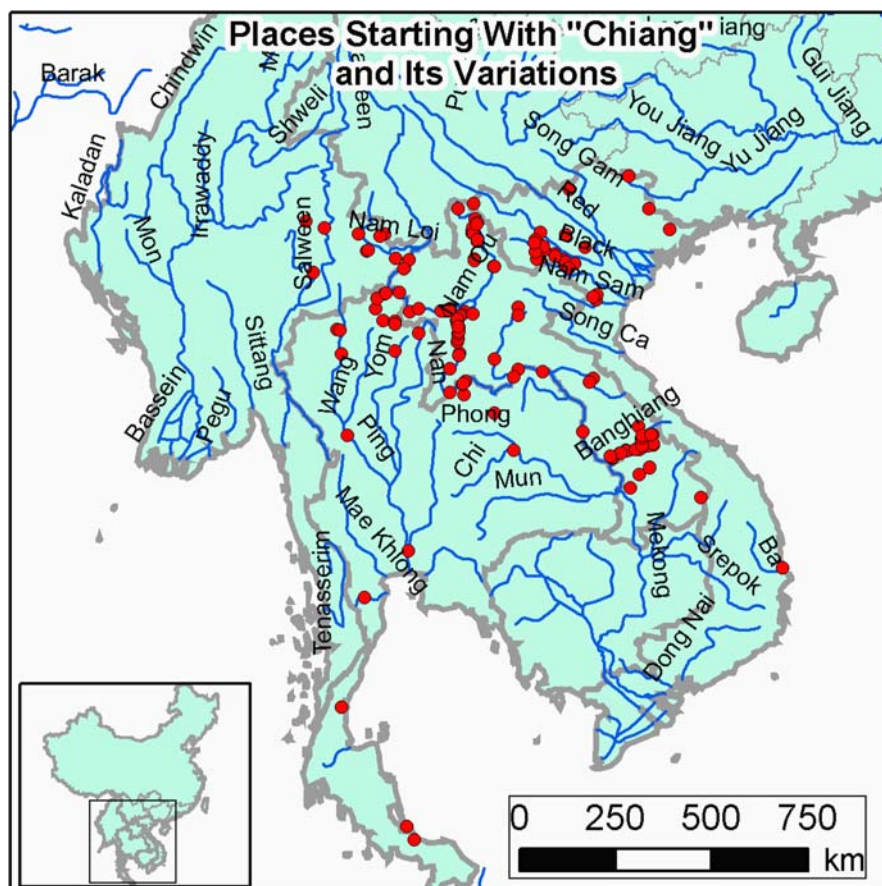 Places Starting With "Chiang"
and Its Variations
Barak
Chindwin
Shweli
You Jiang
Gui Jiang
Yu Jiang
Song Gam
Kaladan
Mon
Irrawaddy
Salween
Nam Loi
Red
Black
Nam Ou
Nam Sam
Song Ca
Sittang
Bassein
Pegu
Wang
Yom
Nan
Ping
Phong
Chi
Mun
Banghiang
Mae Khlong
Tenasserim
Mekong
Srepok
Ba
Dong Nai
0 250 500 750
km